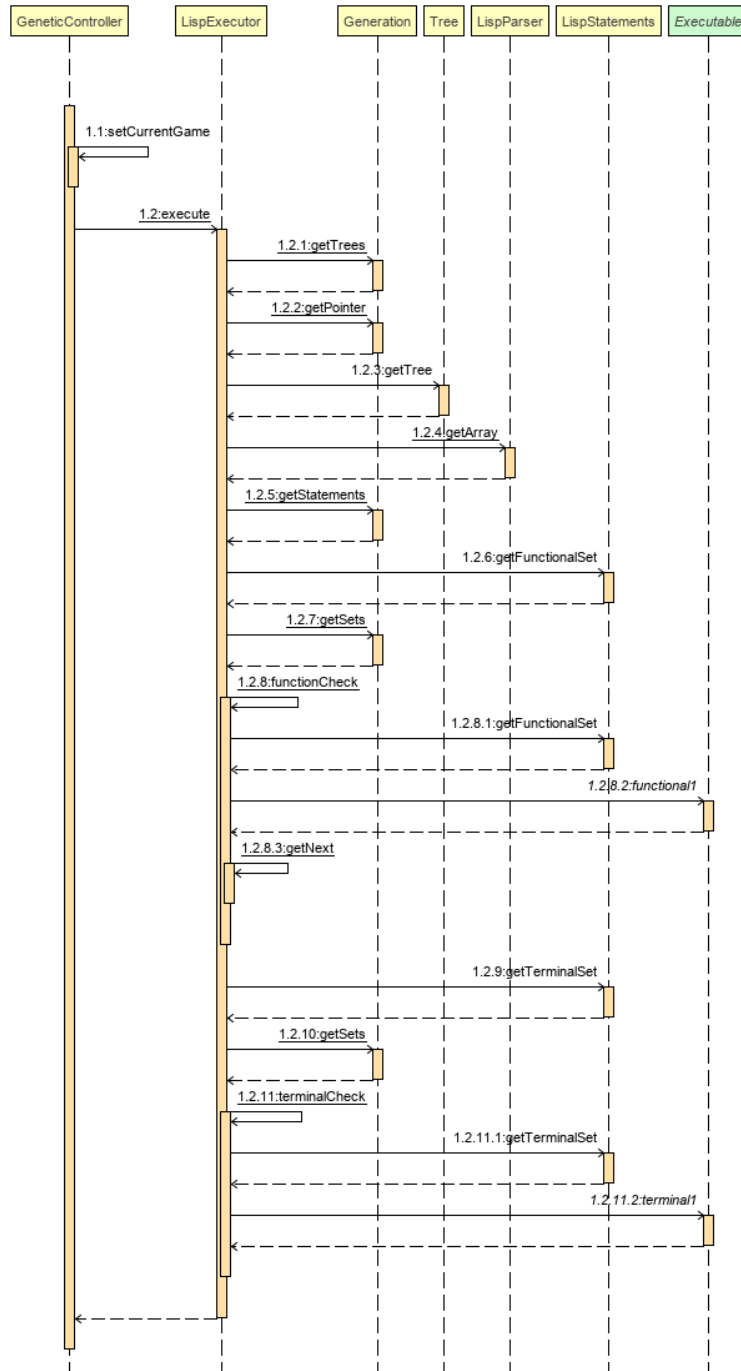 GeneticController
LispExecutor
Generation
Tree
LispParser
LispStatements
Executable
1.1:setCurrentGame
1.2:execute
1.2.1:getTrees
1.2.2:getPointer
1.2.3:getTree
1.2.4:getArray
1.2.5:getStatements
1.2.6:getFunctionalSet
1.2.7:getSets
1.2.8:functionCheck
1.2.8.1:getFunctionalSet
1.2.8.2:functional1
1.2.8.3:getNext
1.2.9:getTerminalSet
1.2.10:getSets
1.2.11:terminalCheck
1.2.11.1:getTerminalSet
1.2.11.2:terminal1